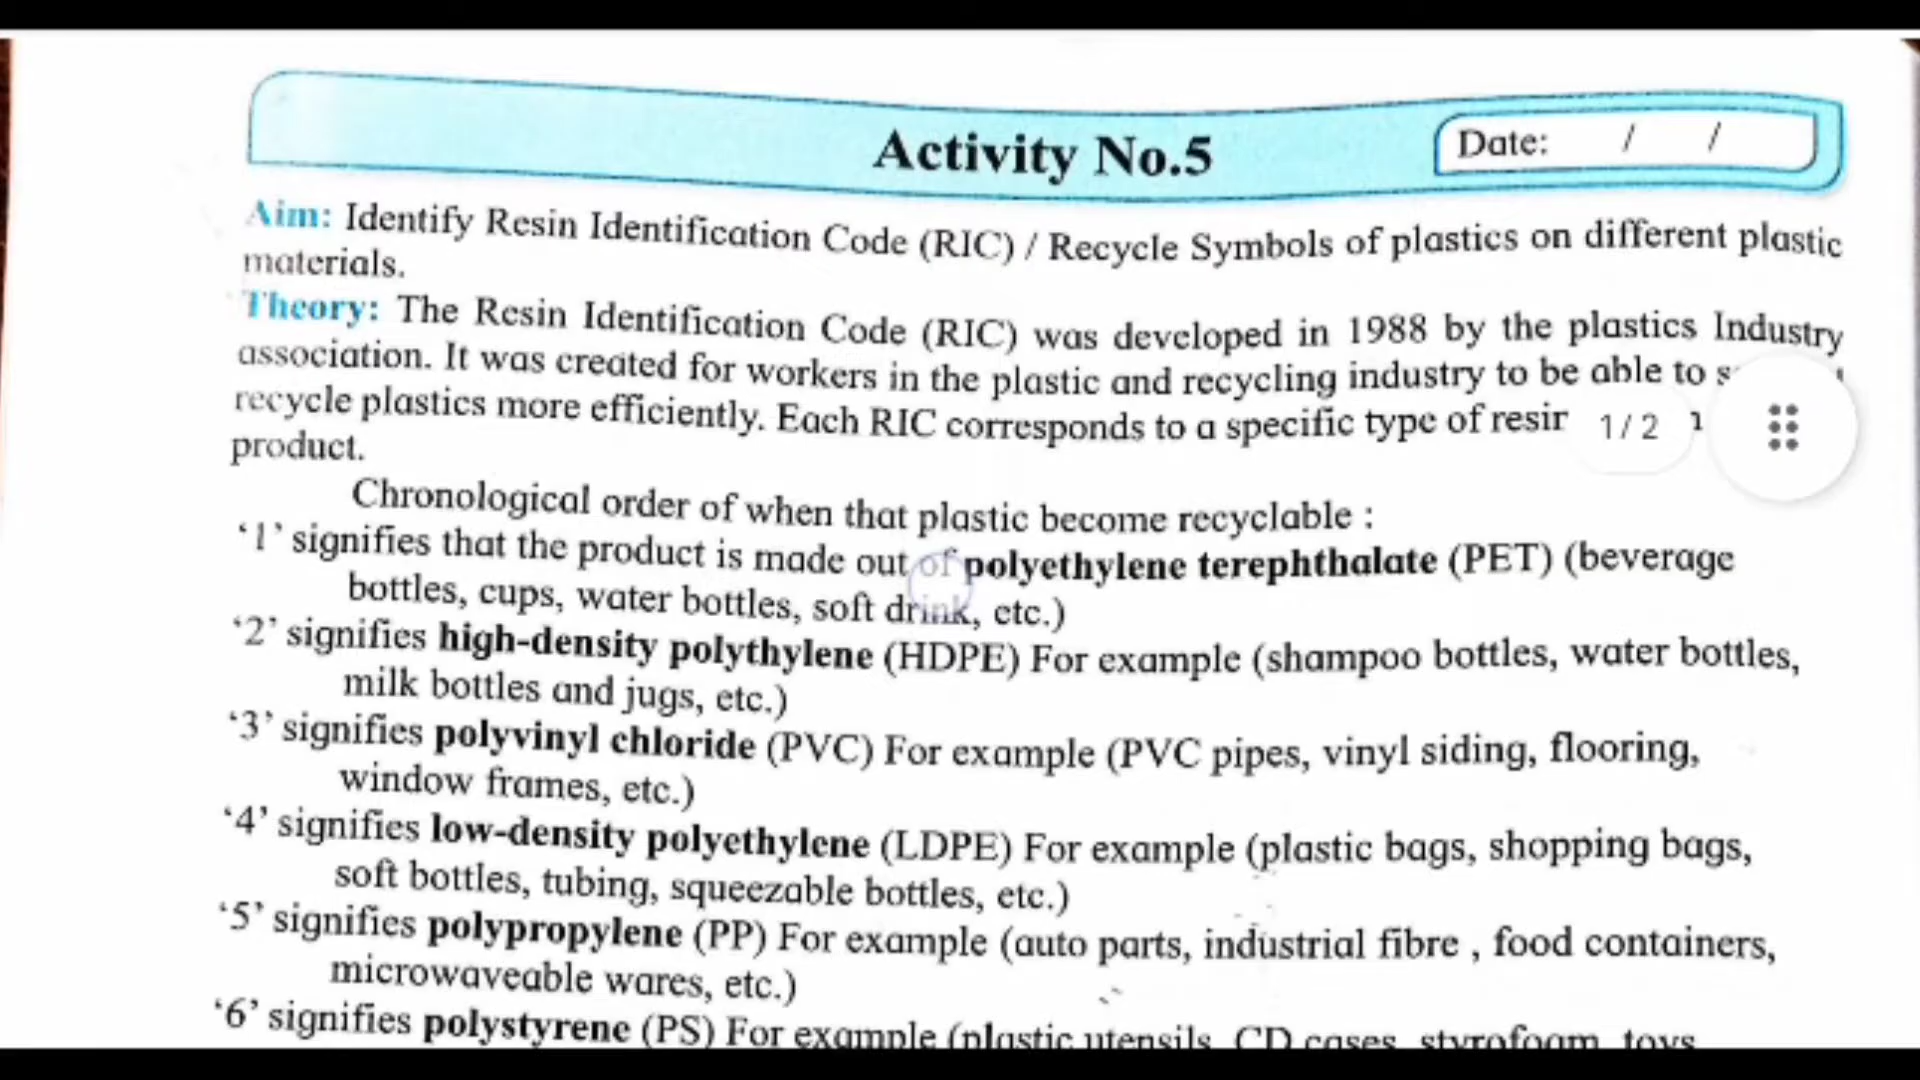 Activity No.5
Date: / /
Aim: Identify Resin Identification Code (RIC) / Recycle Symbols of plastics on different plastic
materials.
Theory: The Resin Identification Code (RIC) was developed in 1988 by the plastics Industry
association. It was created for workers in the plastic and recycling industry to be able to
recycle plastics more efficiently. Each RIC corresponds to a specific type of
1/2
product.
Chronological order of when that plastic become recyclable :
‘1’ signifies that the product is made out of polyethylene terephthalate (PET) (beverage
bottles, cups, water bottles, soft drink, etc.)
‘2’ signifies high-density polythylene (HDPE) For example (shampoo bottles, water bottles,
milk bottles and jugs, etc.)
‘3’ signifies polyvinyl chloride (PVC) For example (PVC pipes, vinyl siding, flooring,
window frames, etc.)
‘4’ signifies low-density polyethylene (LDPE) For example (plastic bags, shopping bags,
soft bottles, tubing, squeezable bottles, etc.)
‘5’ signifies polypropylene (PP) For example (auto parts, industrial fibre , food containers,
microwaveable wares, etc.)
‘6’ signifies polystyrene (PS) For example (plastic utensils, CD cases, styrofoam, toys